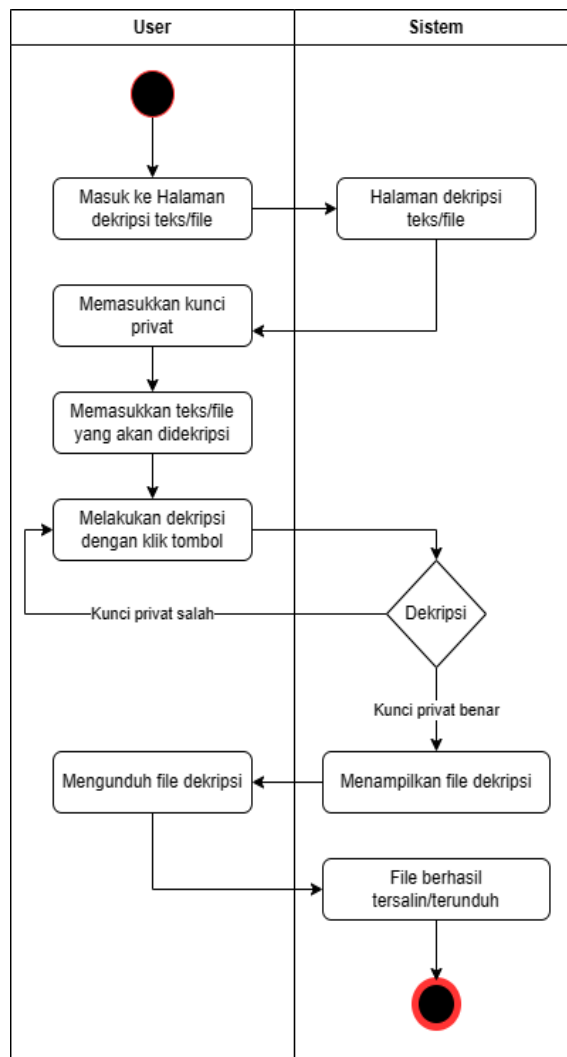 User
Sistem
Masuk ke Halaman
dekripsi teks/file
Halaman dekripsi
teks/file
Memasukkan kunci
privat
Memasukkan teks/file
yang akan didekripsi
Melakukan dekripsi
dengan klik tombol
Dekripsi
Kunci privat salah
Kunci privat benar
Mengunduh file dekripsi
Menampilkan file dekripsi
File berhasil
tersalin/terunduh